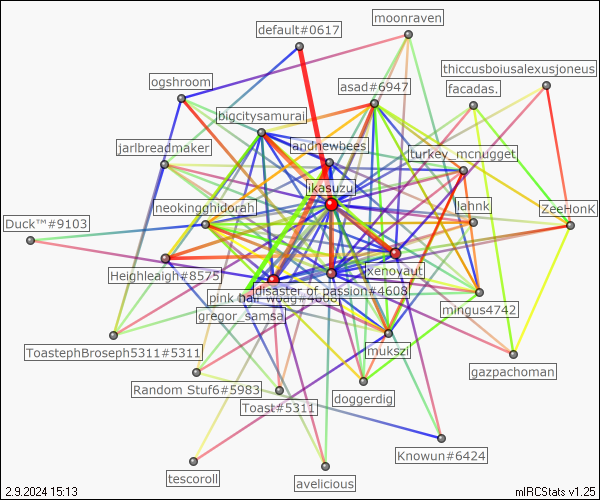 moonraven
default#0617
thiccusboiusalexusjoneus
ogshroom
asad#6947
facadas.
bigcitysamurai
jarlbreadmaker
andnewbees
turkey_mcnugget
ikasuzu
neokingghidorah
lahnk
ZeeHonK
Duck™#9103
Heighleaigh#8575
xenoyaut
disaster of passion#4608
pink half woag#4668
gregor_samsa
mingus4742
ToastephBroseph5311#5311
mukszi
gazpachoman
Random Stuf6#5983
doggerdig
Toast#5311
Knowun#6424
tescoroll
avelicious
2.9.2024 15:13
mIRCStats v1.25